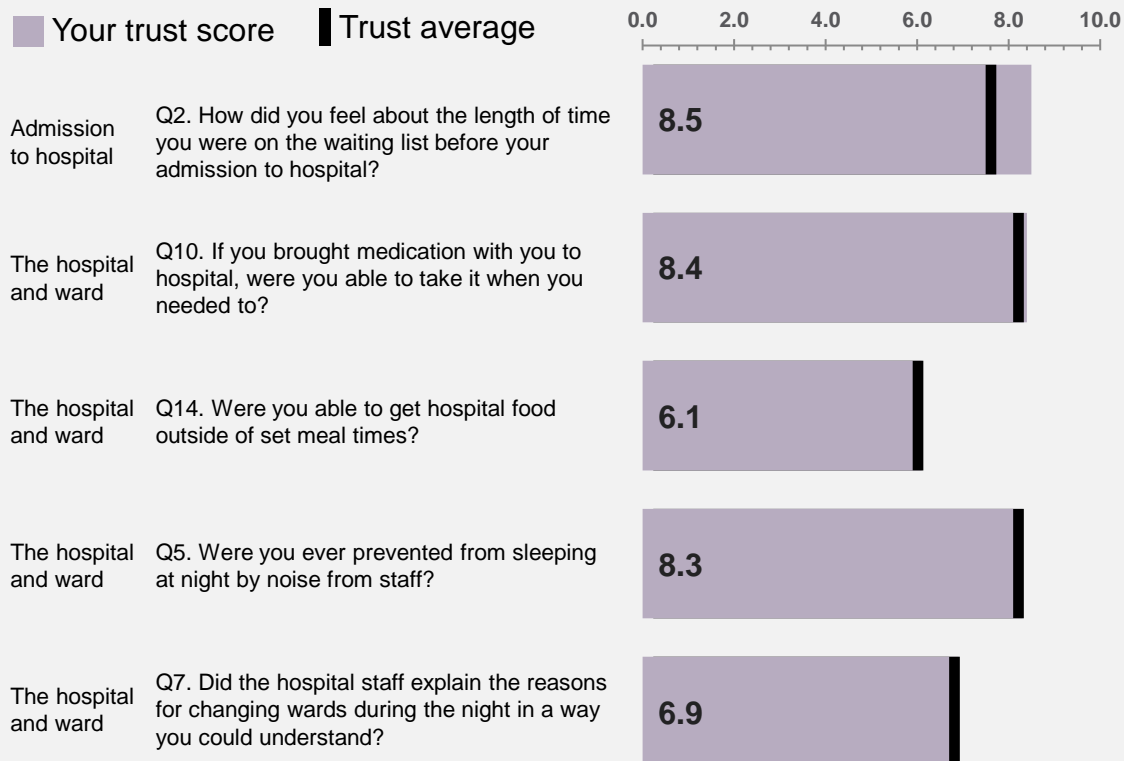 Your trust score
Trust average
0.0 2.0 4.0 6.0 8.0 10.0
Admission
to hospital
Q2. How did you feel about the length of time
you were on the waiting list before your
admission to hospital?
8.5
The hospital
and ward
Q10. If you brought medication with you to
hospital, were you able to take it when you
needed to?
8.4
The hospital
and ward
Q14. Were you able to get hospital food
outside of set meal times?
6.1
The hospital
and ward
Q5. Were you ever prevented from sleeping
at night by noise from staff?
8.3
The hospital
and ward
Q7. Did the hospital staff explain the reasons
for changing wards during the night in a way
you could understand?
6.9